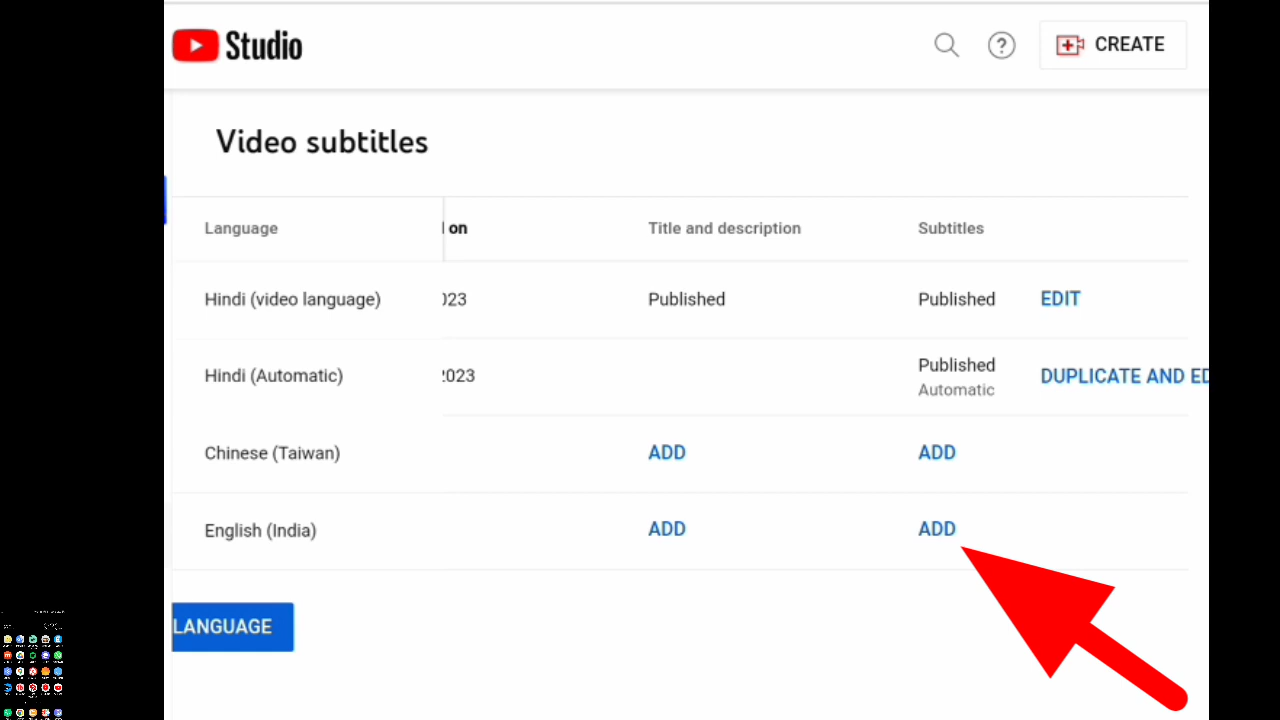 Studio
CREATE
Video subtitles
Language on Title and description Subtitles
Hindi (video language) 023 Published Published EDIT
Hindi (Automatic) 2023 Published Automatic DUPLICATE AND ED
Chinese (Taiwan) ADD ADD
English (India) ADD ADD
LANGUAGE